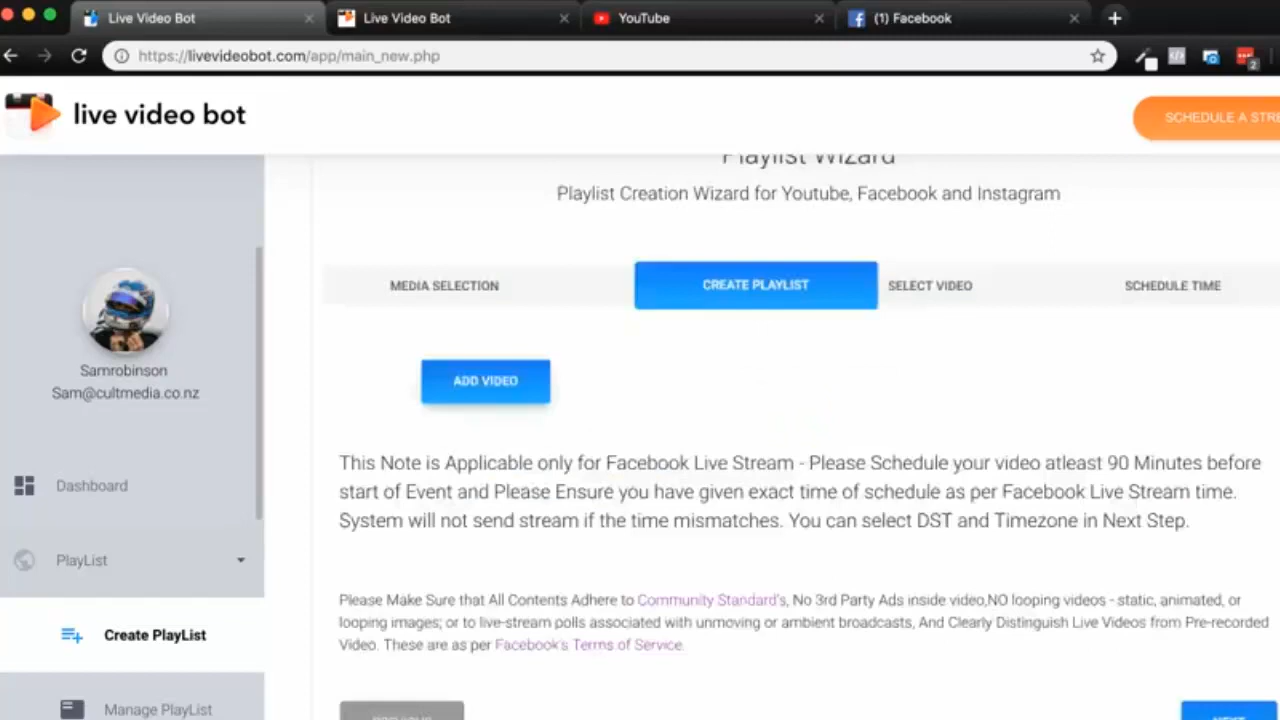 Live Video Bot
Live Video Bot
YouTube
(1) Facebook
https://livevideobot.com/app/main_new.php
2
live video bot
SCHEDULE A STRE
Playlist Wizard
Playlist Creation Wizard for Youtube, Facebook and Instagram
MEDIA SELECTION
CREATE PLAYLIST
SELECT VIDEO
SCHEDULE TIME
Samrobinson
Sam@cultmedia.co.nz
ADD VIDEO
This Note is Applicable only for Facebook Live Stream - Please Schedule your video atleast 90 Minutes before
start of Event and Please Ensure you have given exact time of schedule as per Facebook Live Stream time.
System will not send stream if the time mismatches. You can select DST and Timezone in Next Step.
Dashboard
PlayList
Please Make Sure that All Contents Adhere to Community Standard's, No 3rd Party Ads inside video,NO looping videos - static, animated, or
looping images; or to live-stream polls associated with unmoving or ambient broadcasts, And Clearly Distinguish Live Videos from Pre-recorded
Video. These are as per Facebook's Terms of Service.
Create PlayList
Manage PlayList
PREVIOUS
NEXT